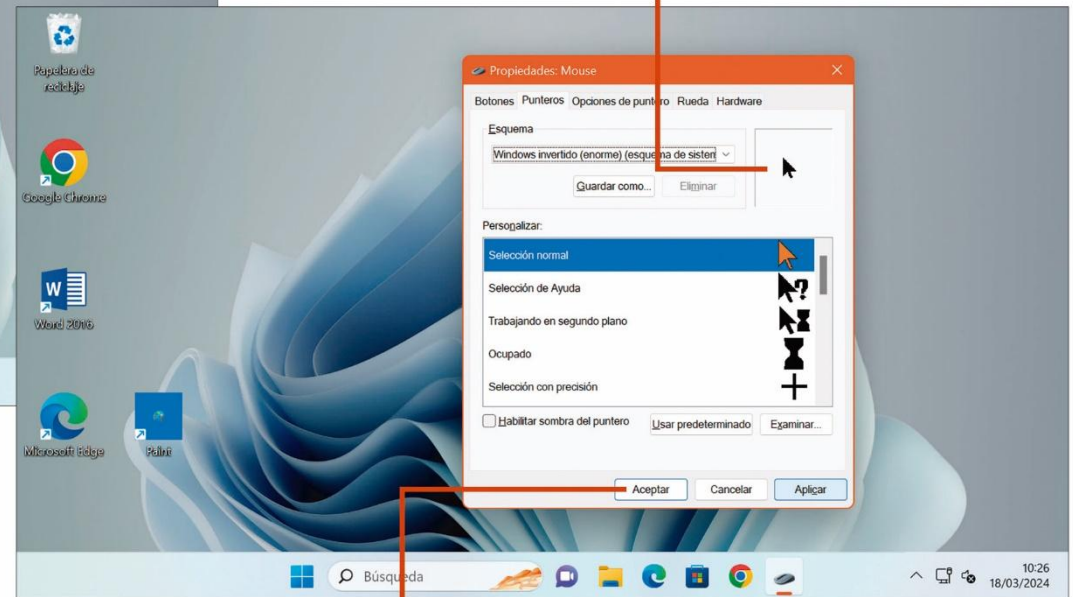 Papelera de
reciclaje
Google Chrome
W
Word 2016
Microsoft Edge
Paint
Propiedades: Mouse
Botones Punteros Opciones de puntero Rueda Hardware
Esquema
Windows invertido (enorme) (esquema de sisten
Guardar como... Eliminar
Personalizar:
Selección normal
Selección de Ayuda
Trabajando en segundo plano
Ocupado
Selección con precisión
Habilitar sombra del puntero
Usar predeterminado Examinar...
Aceptar Cancelar Aplicar
Búsqueda
10:26
18/03/2024